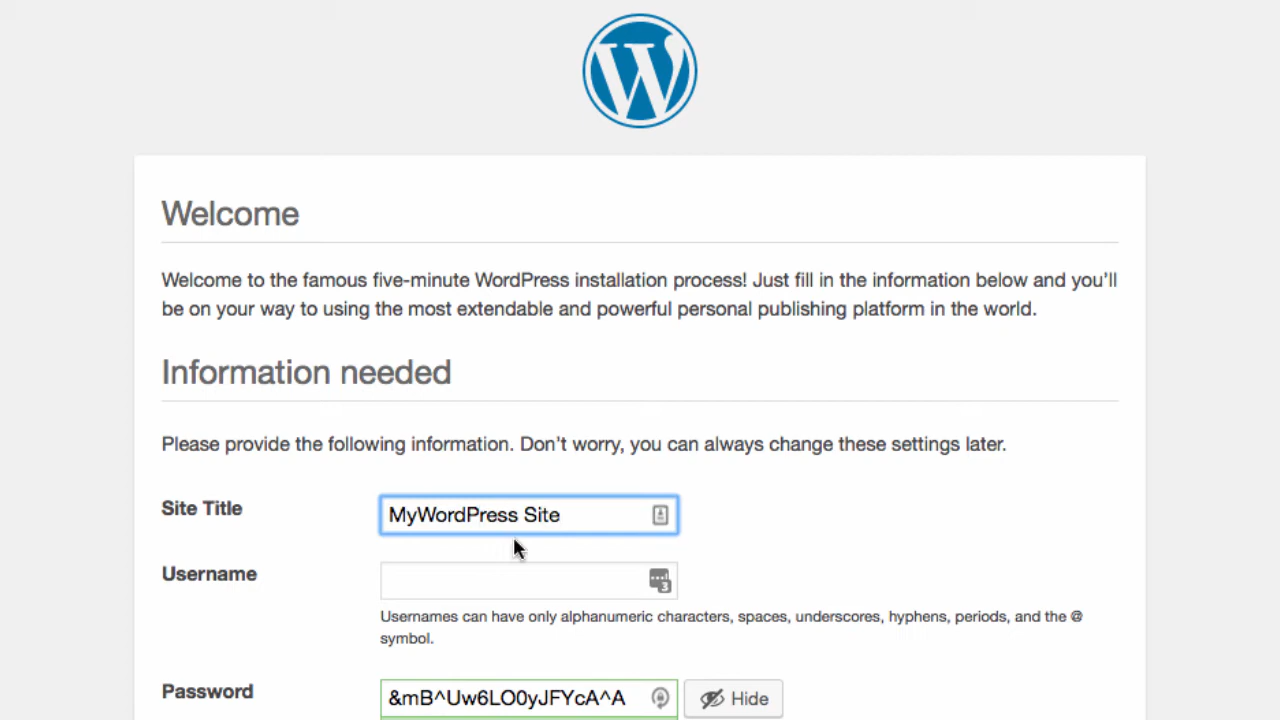 Welcome
Welcome to the famous five-minute WordPress installation process! Just fill in the information below and you’ll
be on your way to using the most extendable and powerful personal publishing platform in the world.
Information needed
Please provide the following information. Don’t worry, you can always change these settings later.
Site Title
MyWordPress Site
Username
3
Usernames can have only alphanumeric characters, spaces, underscores, hyphens, periods, and the @
symbol.
Password
&mB^Uw6LO0yJFYcA^A
Hide